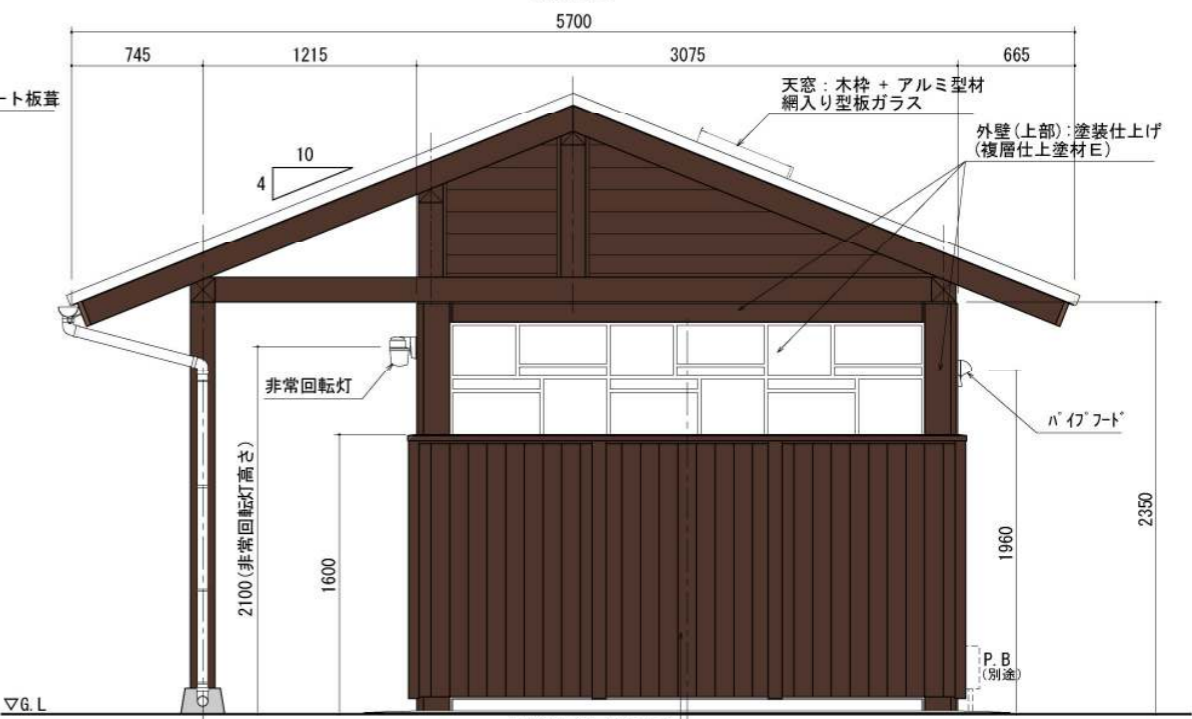 5700
745
1215
3075
665
ート板葺
天窓：木枠 + アルミ型材
網入り型板ガラス
外壁(上部)：塗装仕上げ
(複層仕上塗材E)
10
4
非常回転灯
ﾊﾟｲﾌﾟﾌｰﾄﾞ
2100(非常回転灯高さ)
1600
1960
2350
P.B
(別途)
▽G.L